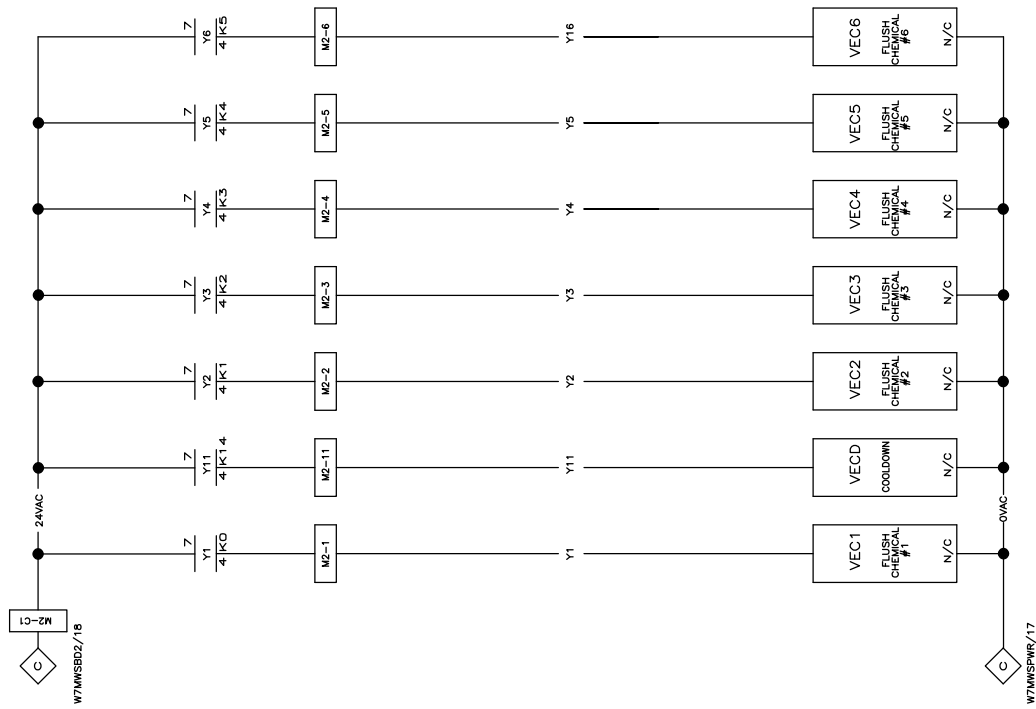 C
W7MWSBD2/18
M2-C1
24VAC
7
Y1
4 K0
M2-1
Y1
VEC1
FLUSH
CHEMICAL
#1
N/C
7
Y11
4 K14
M2-11
Y11
VECD
COOLDOWN
N/C
7
Y2
4 K1
M2-2
Y2
VEC2
FLUSH
CHEMICAL
#2
N/C
7
Y3
4 K2
M2-3
Y3
VEC3
FLUSH
CHEMICAL
#3
N/C
7
Y4
4 K3
M2-4
Y4
VEC4
FLUSH
CHEMICAL
#4
N/C
7
Y5
4 K4
M2-5
Y5
VEC5
FLUSH
CHEMICAL
#5
N/C
7
Y6
4 K5
M2-6
Y16
VEC6
FLUSH
CHEMICAL
#6
N/C
0VAC
C
W7MWSPWR/17